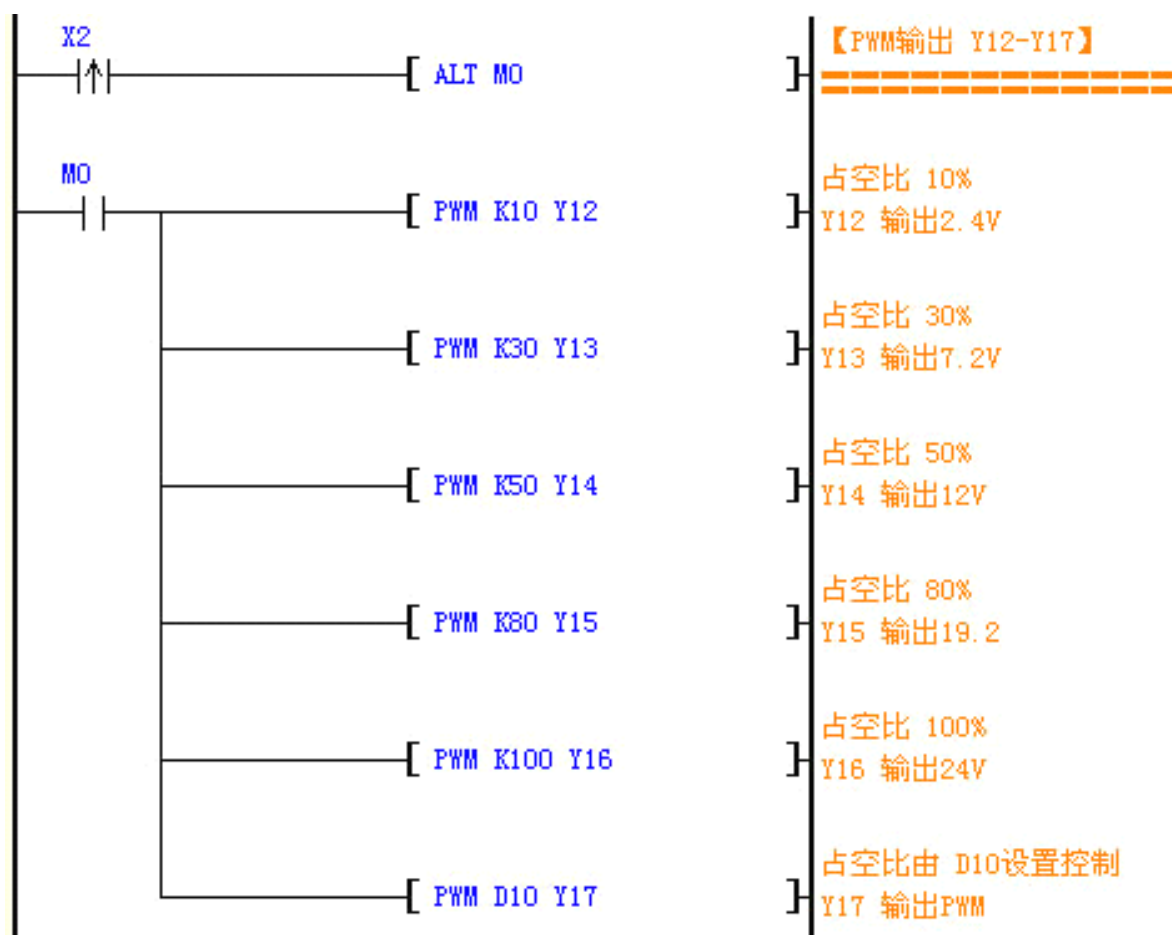 X2
ALT M0
【PWM输出 Y12-Y17】
M0
PWM K10 Y12
占空比 10%
Y12 输出2.4V
PWM K30 Y13
占空比 30%
Y13 输出7.2V
PWM K50 Y14
占空比 50%
Y14 输出12V
PWM K80 Y15
占空比 80%
Y15 输出19.2
PWM K100 Y16
占空比 100%
Y16 输出24V
PWM D10 Y17
占空比由 D10设置控制
Y17 输出PWM